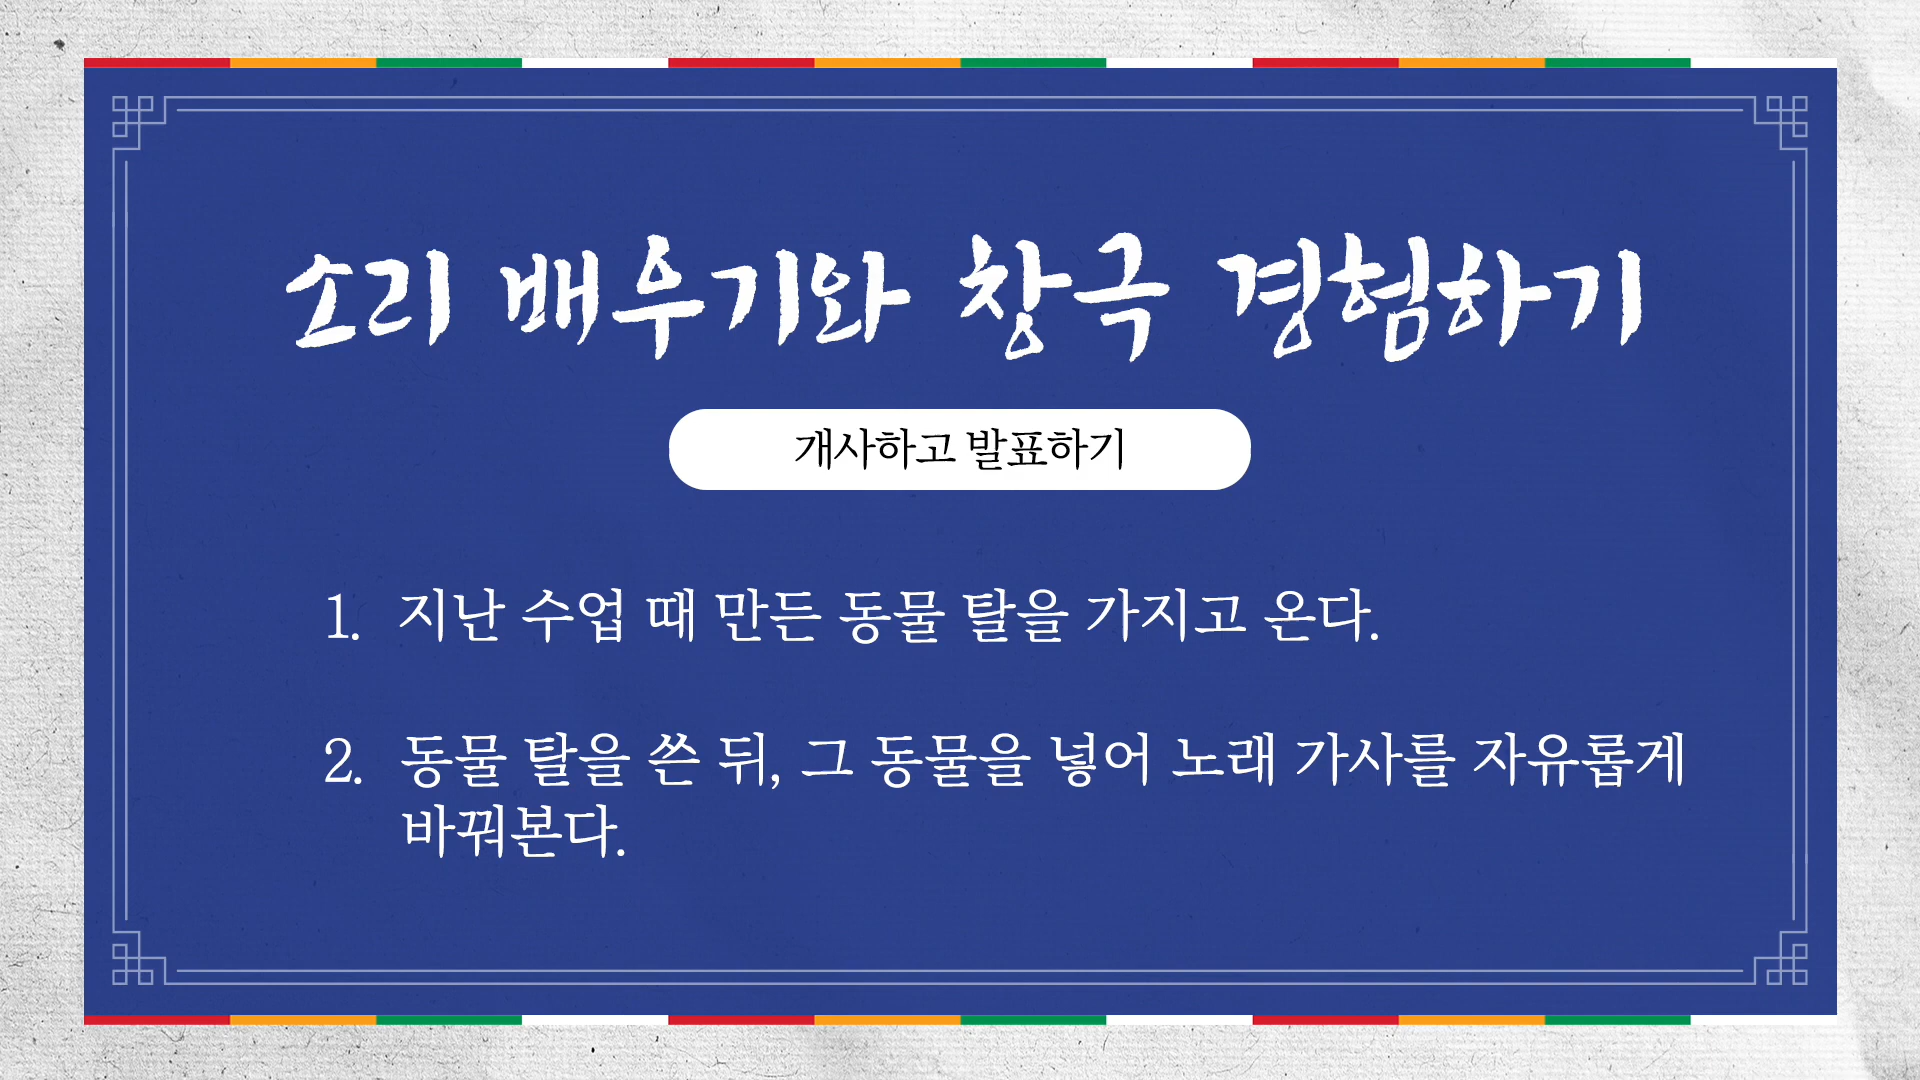 소리 배우기와 창극 경험하기
개사하고 발표하기
1. 지난 수업 때 만든 동물 탈을 가지고 온다.
2. 동물 탈을 쓴 뒤, 그 동물을 넣어 노래 가사를 자유롭게
바꿔본다.